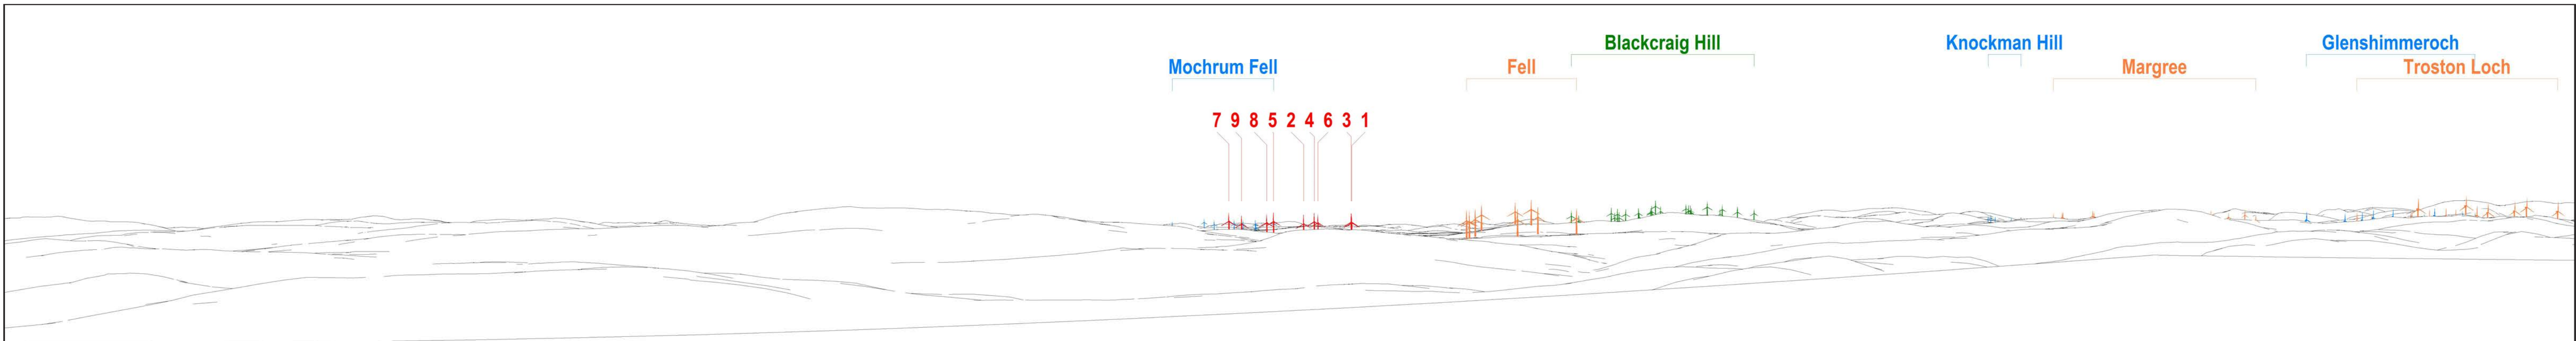 Blackcraig Hill Knockman Hill Glenshimmeroch
Mochrum Fell Fell Margree Troston Loch
7 9 8 5 2 4 6 3 1